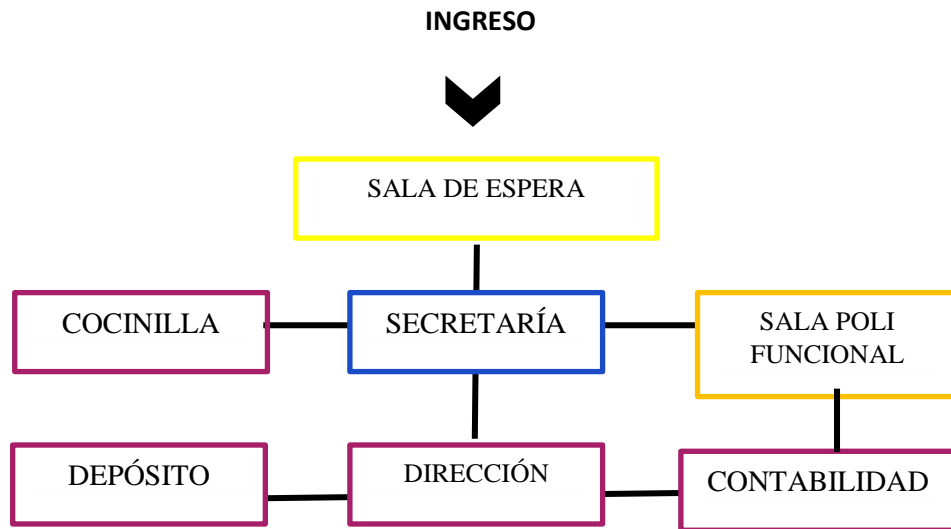 INGRESO
SALA DE ESPERA
COCINILLA
SECRETARÍA
SALA POLI
FUNCIONAL
DEPÓSITO
DIRECCIÓN
CONTABILIDAD